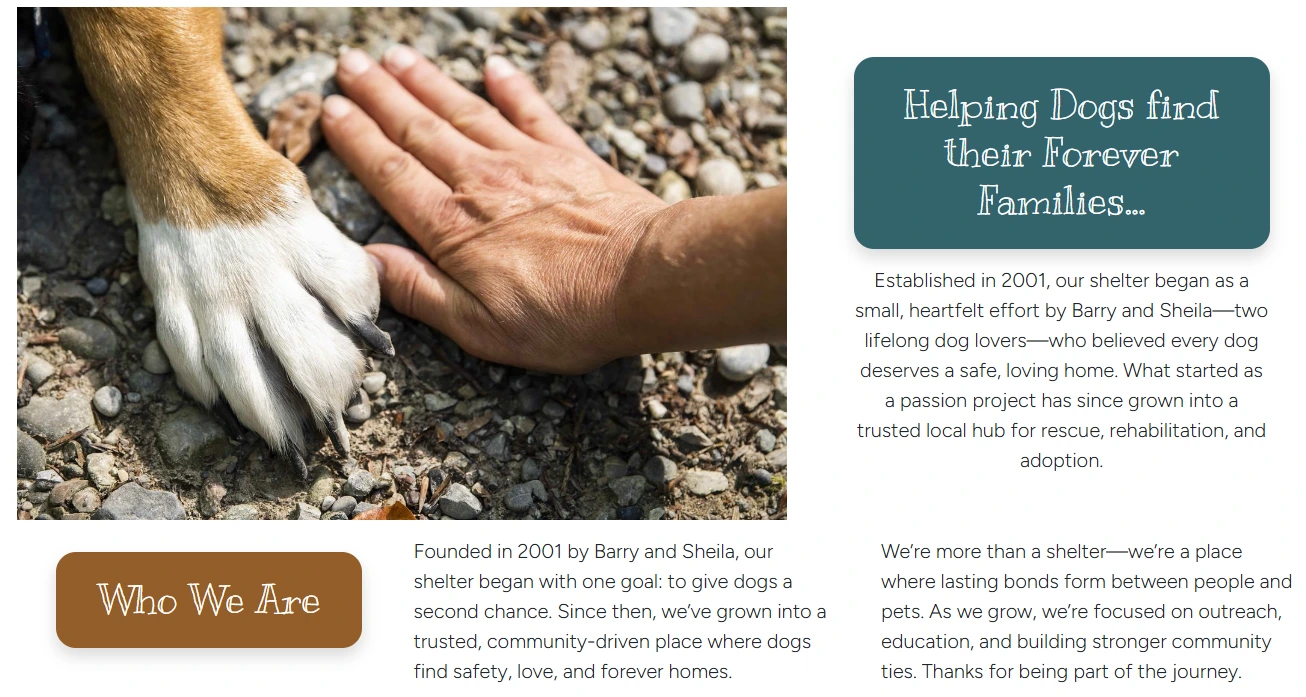 Helping Dogs find
their Forever
Families...
Established in 2001, our shelter began as a
small, heartfelt effort by Barry and Sheila—two
lifelong dog lovers—who believed every dog
deserves a safe, loving home. What started as
a passion project has since grown into a
trusted local hub for rescue, rehabilitation, and
adoption.
Who We Are
Founded in 2001 by Barry and Sheila, our
shelter began with one goal: to give dogs a
second chance. Since then, we’ve grown into a
trusted, community-driven place where dogs
find safety, love, and forever homes.
We’re more than a shelter—we’re a place
where lasting bonds form between people and
pets. As we grow, we’re focused on outreach,
education, and building stronger community
ties. Thanks for being part of the journey.